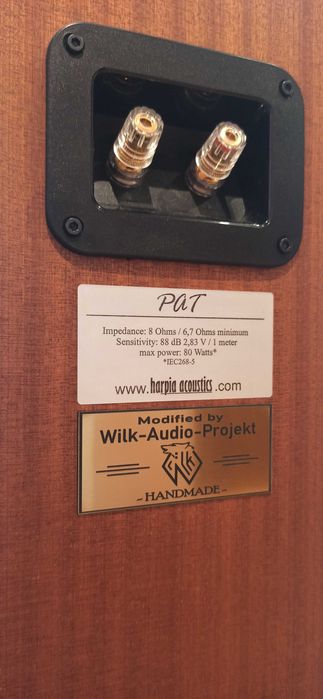 PAT
Impedance: 8 Ohms / 6,7 Ohms minimum
Sensitivity: 88 dB 2,83 V / 1 meter
max power: 80 Watts*
*IEC268-5
www.harpia acoustics.com
Modified by
Wilk-Audio-Projekt
- HANDMADE -